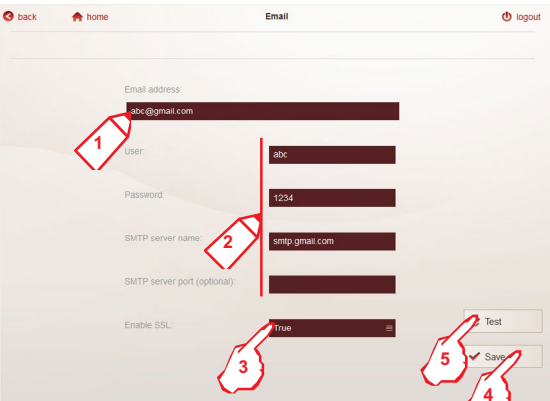 back home Email logout
Email address:
abc@gmail.com
1
User: abc
Password: 1234
2
SMTP server name: smtp.gmail.com
SMTP server port (optional):
Enable SSL: True
3
Test
5
Save
4